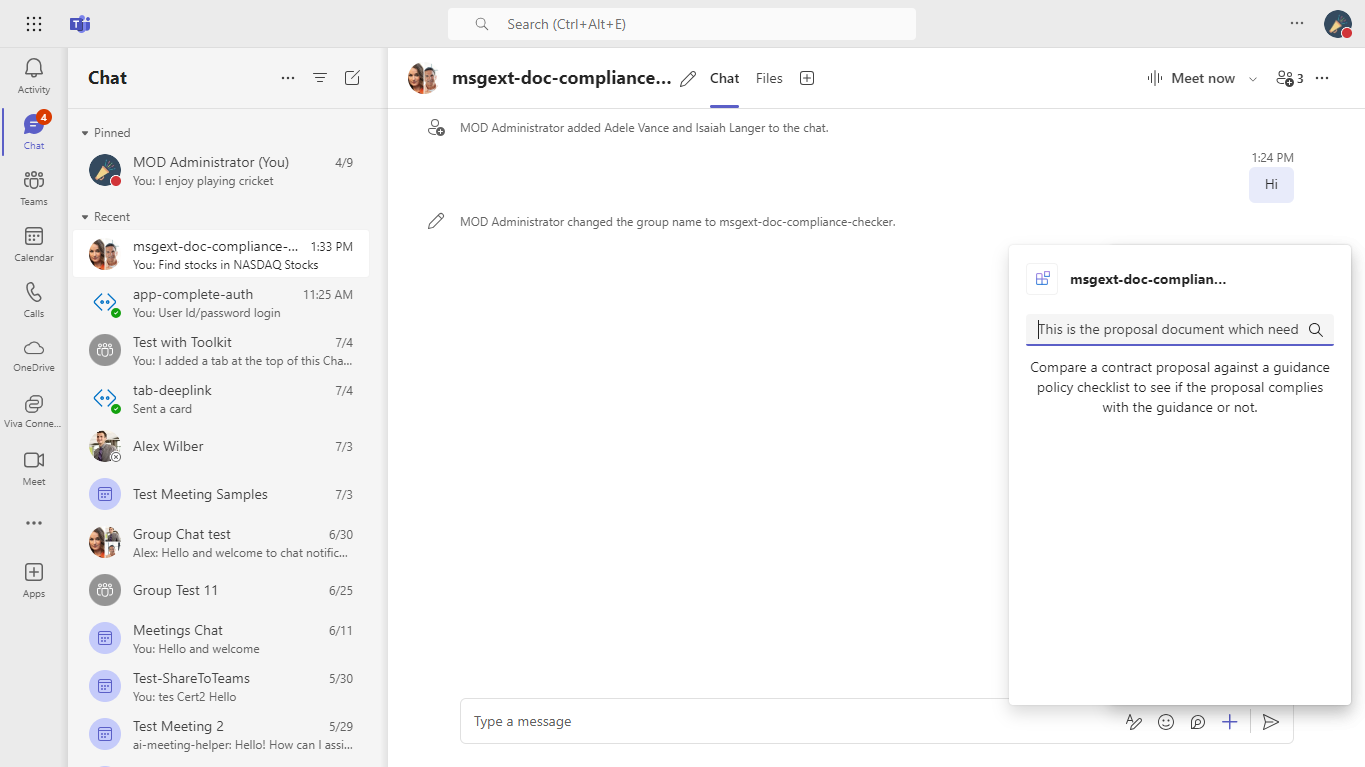 Search (Ctrl+Alt+E)
Activity
4
Chat
Teams
Calendar
Calls
OneDrive
Viva Conne...
Meet
Apps
Chat
Pinned
MOD Administrator (You) 4/9
You: I enjoy playing cricket
Recent
msgext-doc-compliance-... 1:33 PM
You: Find stocks in NASDAQ Stocks
app-complete-auth 11:25 AM
You: User Id/password login
Test with Toolkit 7/4
You: I added a tab at the top of this Cha...
tab-deeplink 7/4
Sent a card
Alex Wilber 7/3
Test Meeting Samples 7/3
Group Chat test 6/30
Alex: Hello and welcome to chat notific...
Group Test 11 6/25
Meetings Chat 6/11
You: Hello and welcome
Test-ShareToTeams 5/30
You: tes Cert2 Hello
Test Meeting 2 5/29
ai-meeting-helper: Hello! How can I assi...
msgext-doc-compliance... Chat Files Meet now 3
MOD Administrator added Adele Vance and Isaiah Langer to the chat.
1:24 PM
Hi
MOD Administrator changed the group name to msgext-doc-compliance-checker.
msgext-doc-complian...
This is the proposal document which need
Compare a contract proposal against a guidance
policy checklist to see if the proposal complies
with the guidance or not.
Type a message